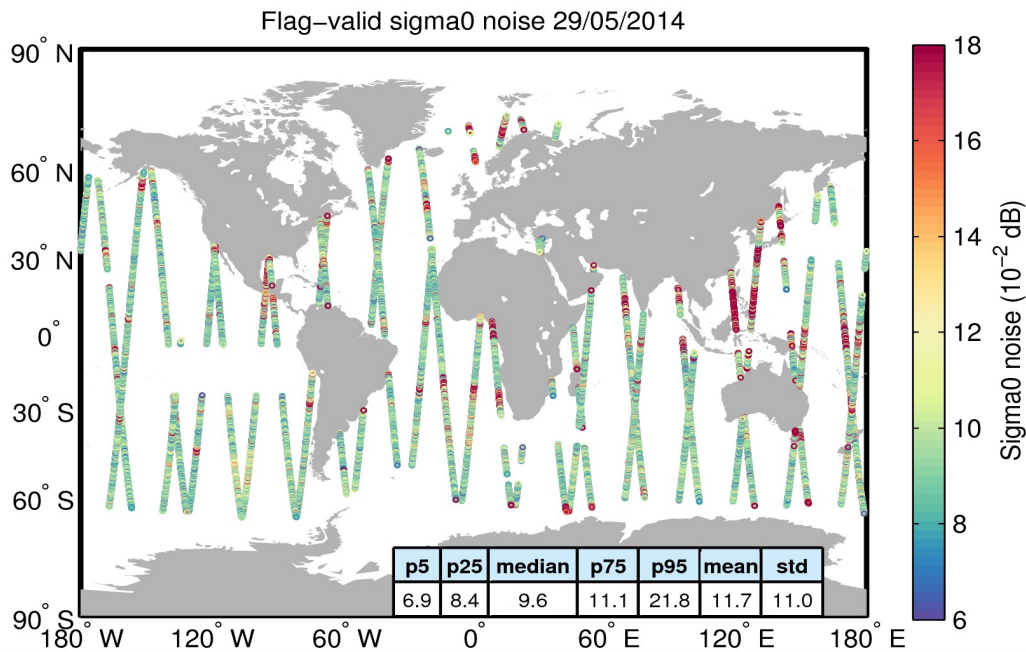 Flag−valid sigma0 noise 29/05/2014
90° N
60° N
30° N
0°
30° S
60° S
90° S
180° W 120° W 60° W 0° 60° E 120° E 180° E
p5 p25 median p75 p95 mean std
6.9 8.4 9.6 11.1 21.8 11.7 11.0
18
16
14
12
10
8
6
Sigma0 noise (10⁻² dB)